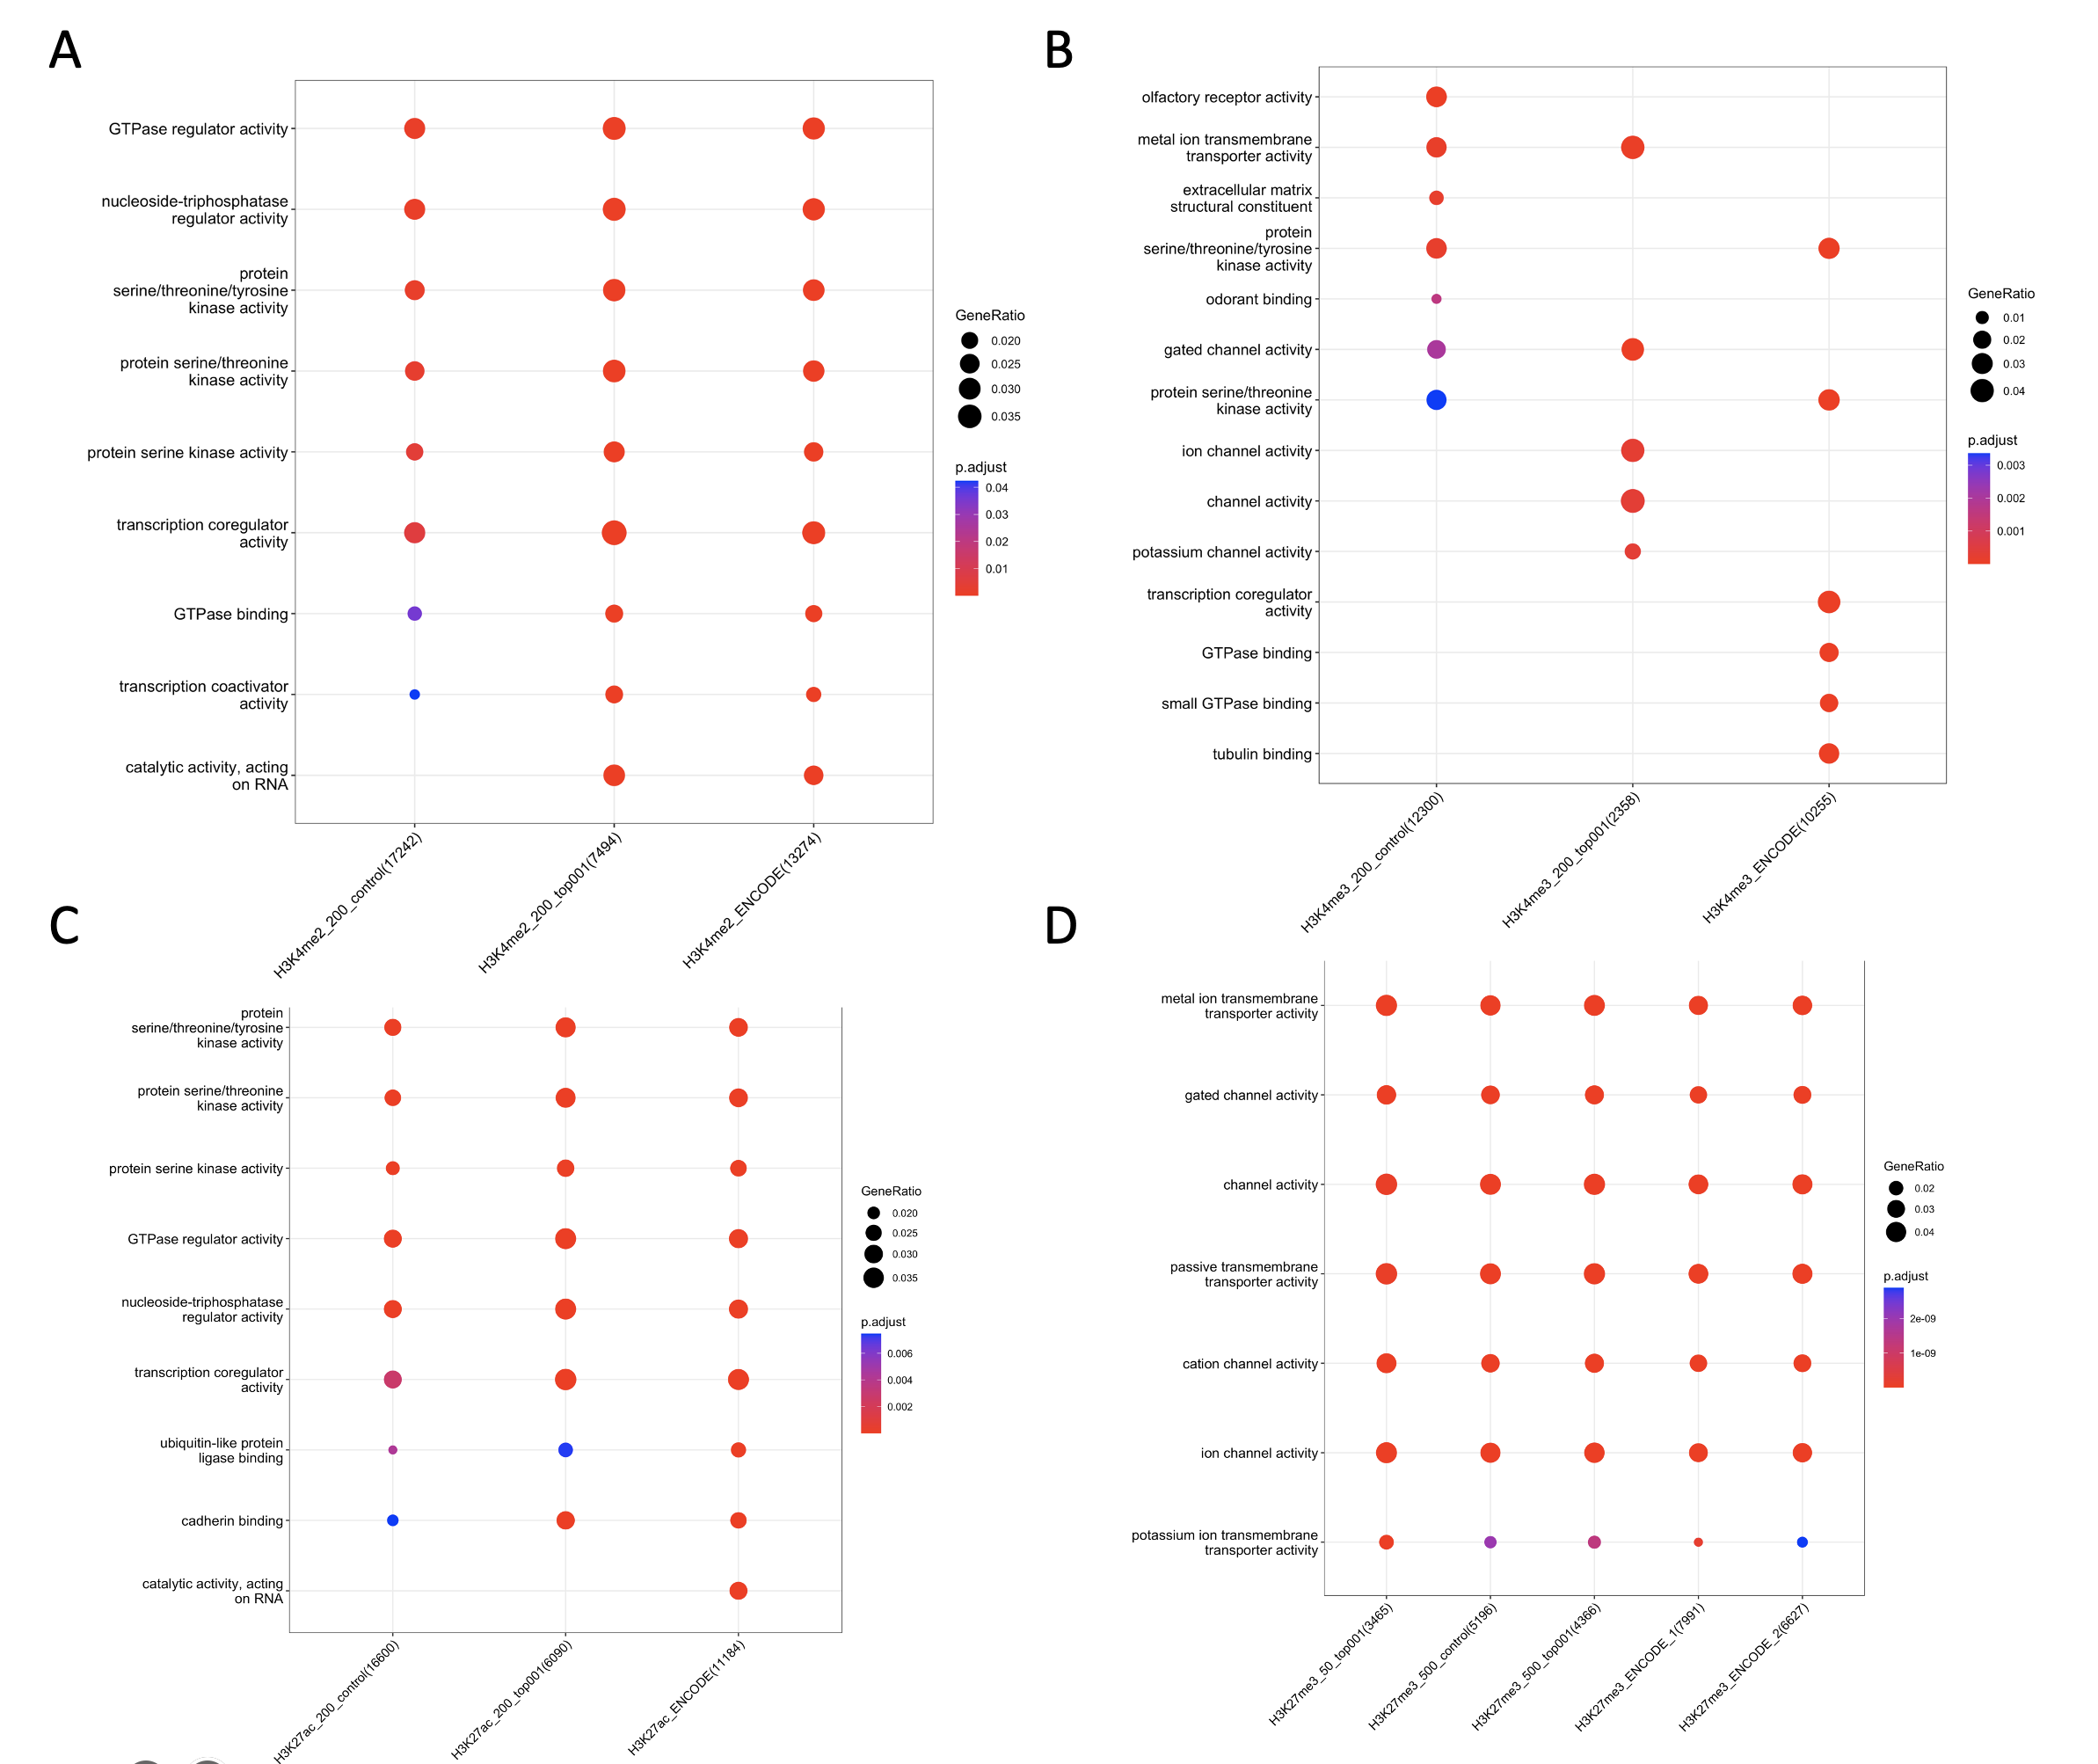 A
GTPase regulator activity
nucleoside-triphosphatase
regulator activity
protein
serine/threonine/tyrosine
kinase activity
protein serine/threonine
kinase activity
protein serine kinase activity
transcription coregulator
activity
GTPase binding
transcription coactivator
activity
catalytic activity, acting
on RNA
H3K4me2_200_control(17242)
H3K4me2_200_top001(7494)
H3K4me2_ENCODE(13274)
GeneRatio
0.020
0.025
0.030
0.035
p.adjust
0.04
0.03
0.02
0.01
B
olfactory receptor activity
metal ion transmembrane
transporter activity
extracellular matrix
structural constituent
protein
serine/threonine/tyrosine
kinase activity
odorant binding
gated channel activity
protein serine/threonine
kinase activity
ion channel activity
channel activity
potassium channel activity
transcription coregulator
activity
GTPase binding
small GTPase binding
tubulin binding
H3K4me3_200_control(12300)
H3K4me3_200_top001(2358)
H3K4me3_ENCODE(10255)
GeneRatio
0.01
0.02
0.03
0.04
p.adjust
0.003
0.002
0.001
C
protein
serine/threonine/tyrosine
kinase activity
protein serine/threonine
kinase activity
protein serine kinase activity
GTPase regulator activity
nucleoside-triphosphatase
regulator activity
transcription coregulator
activity
ubiquitin-like protein
ligase binding
cadherin binding
catalytic activity, acting
on RNA
H3K27ac_200_control(16600)
H3K27ac_200_top001(6090)
H3K27ac_ENCODE(11184)
GeneRatio
0.020
0.025
0.030
0.035
p.adjust
0.006
0.004
0.002
D
metal ion transmembrane
transporter activity
gated channel activity
channel activity
passive transmembrane
transporter activity
cation channel activity
ion channel activity
potassium ion transmembrane
transporter activity
H3K27me3_50_top001(3465)
H3K27me3_500_control(5196)
H3K27me3_500_top001(4366)
H3K27me3_ENCODE_1(7991)
H3K27me3_ENCODE_2(6627)
GeneRatio
0.02
0.03
0.04
p.adjust
2e-09
1e-09